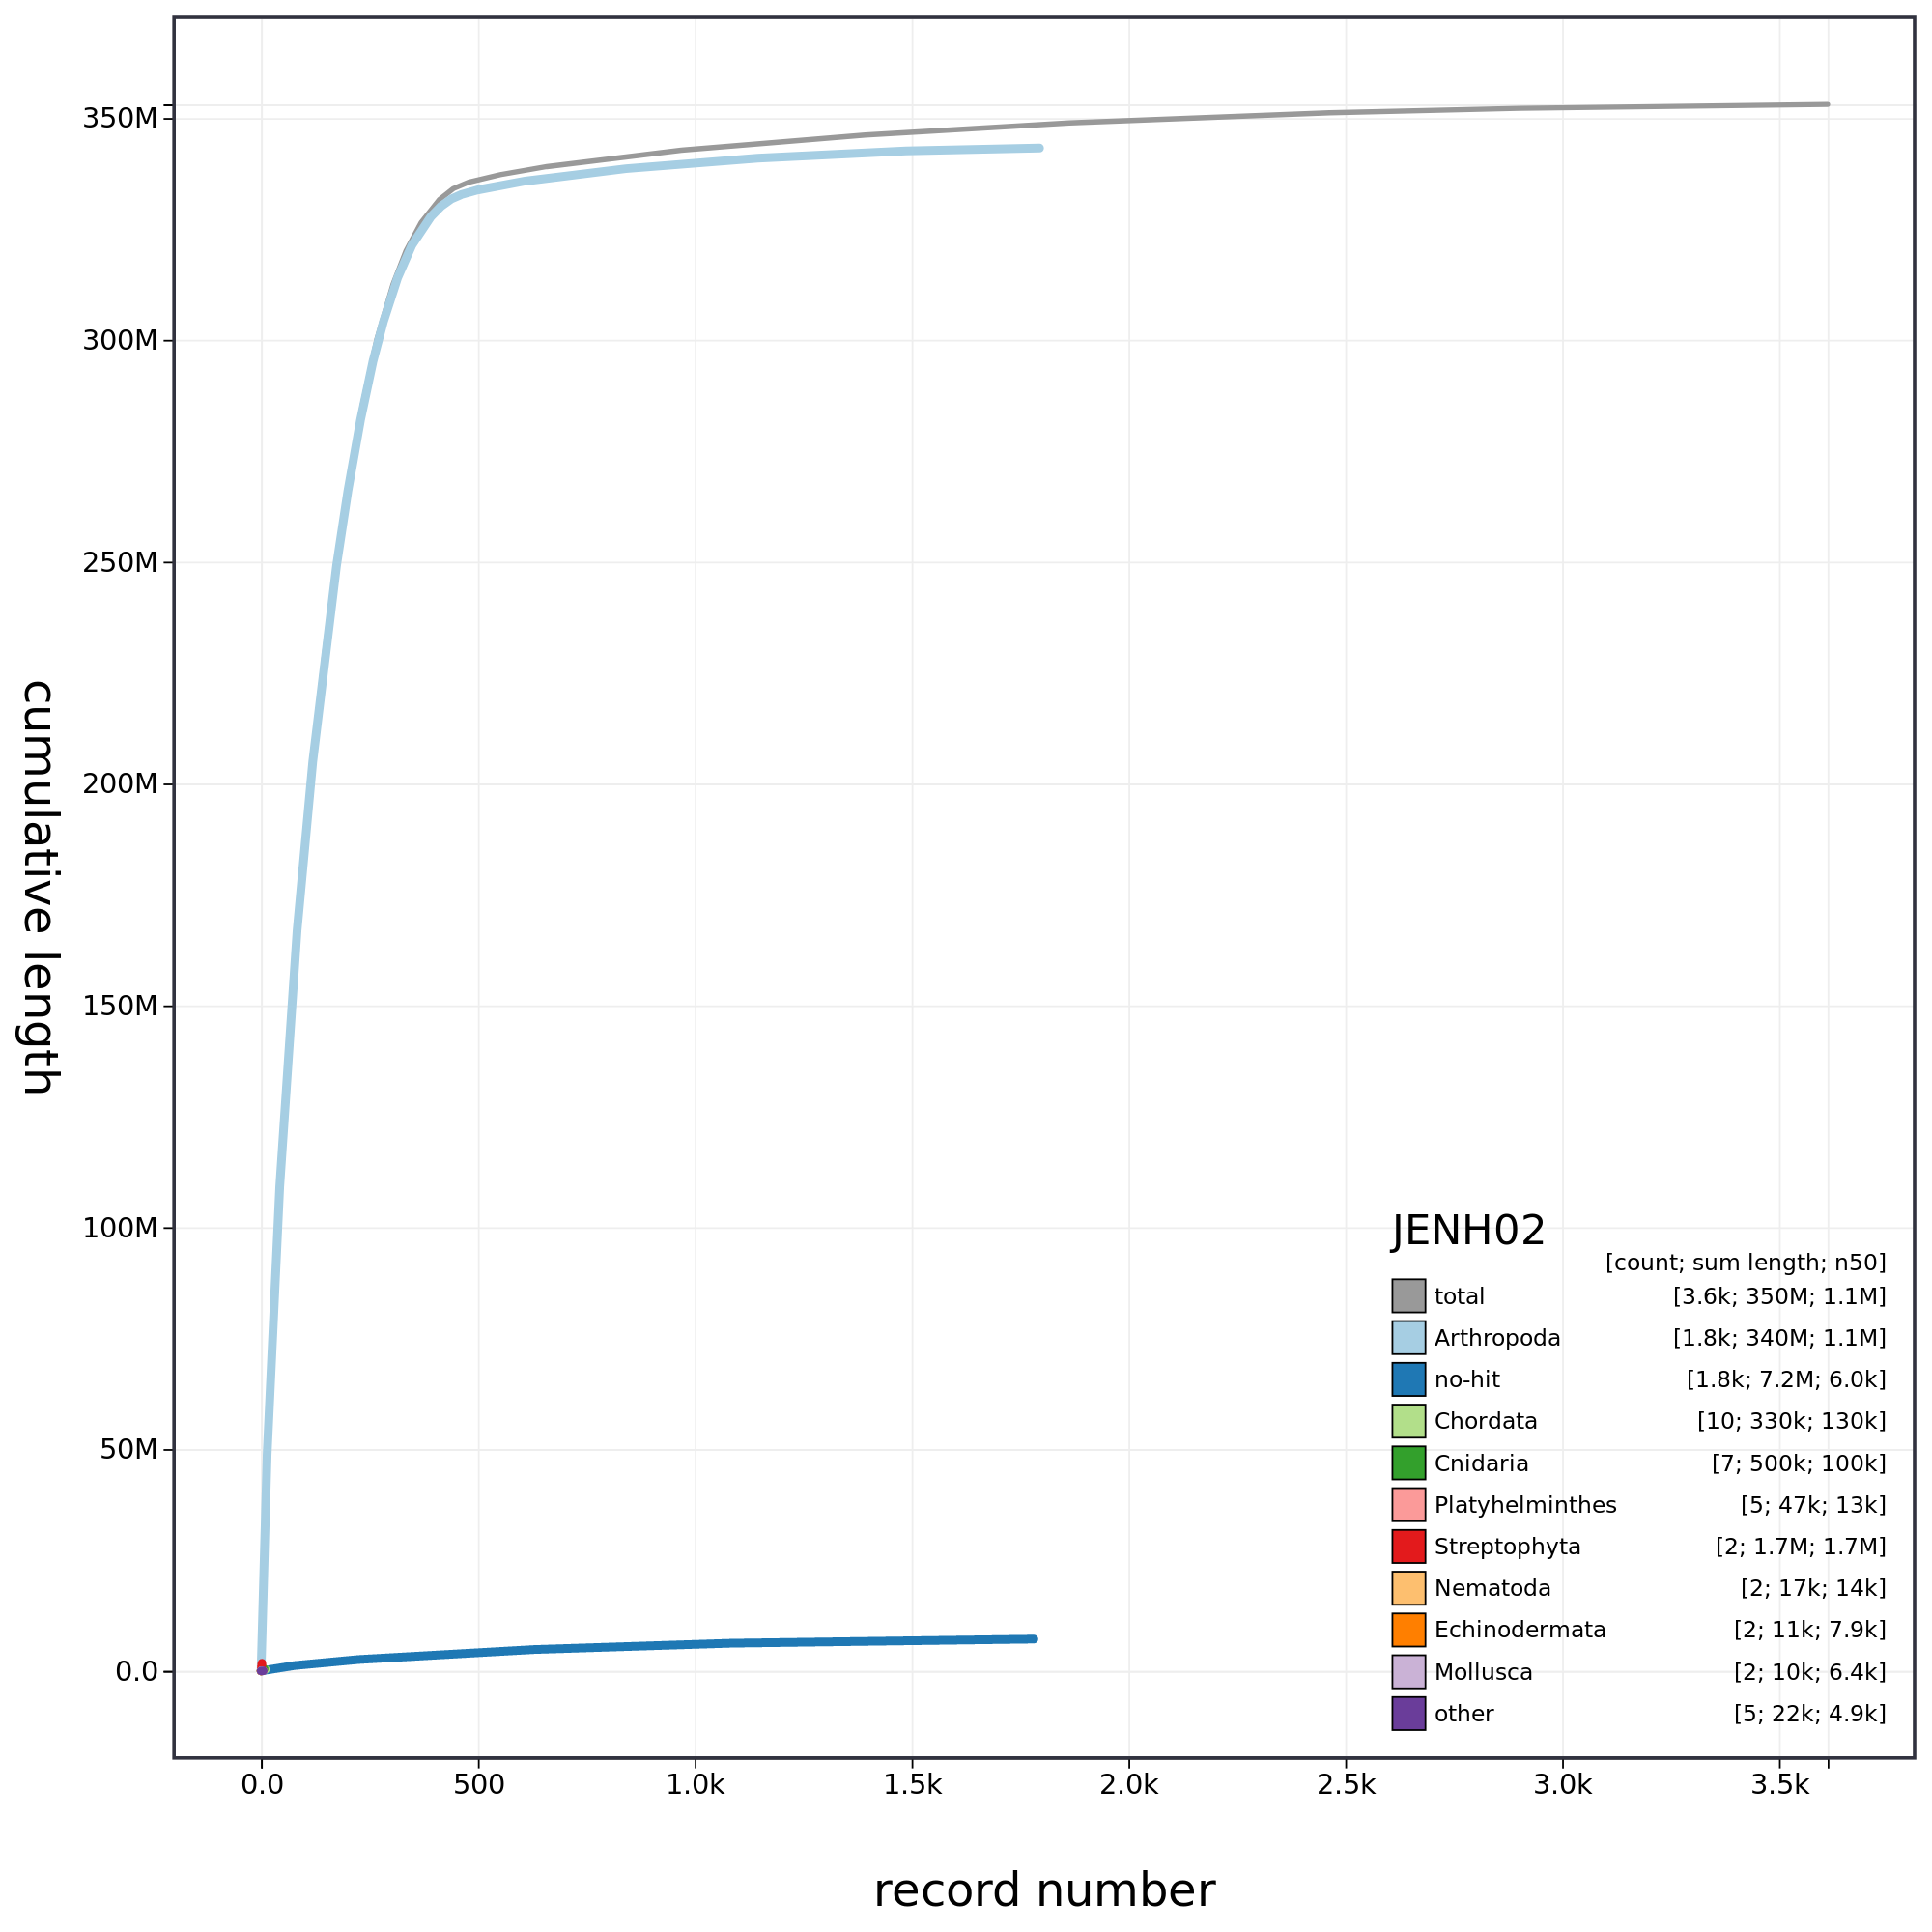 350M
300M
250M
200M
150M
100M
50M
0.0
cumulative length
JENH02
[count; sum length; n50]
total [3.6k; 350M; 1.1M]
Arthropoda [1.8k; 340M; 1.1M]
no-hit [1.8k; 7.2M; 6.0k]
Chordata [10; 330k; 130k]
Cnidaria [7; 500k; 100k]
Platyhelminthes [5; 47k; 13k]
Streptophyta [2; 1.7M; 1.7M]
Nematoda [2; 17k; 14k]
Echinodermata [2; 11k; 7.9k]
Mollusca [2; 10k; 6.4k]
other [5; 22k; 4.9k]
0.0 500 1.0k 1.5k 2.0k 2.5k 3.0k 3.5k
record number